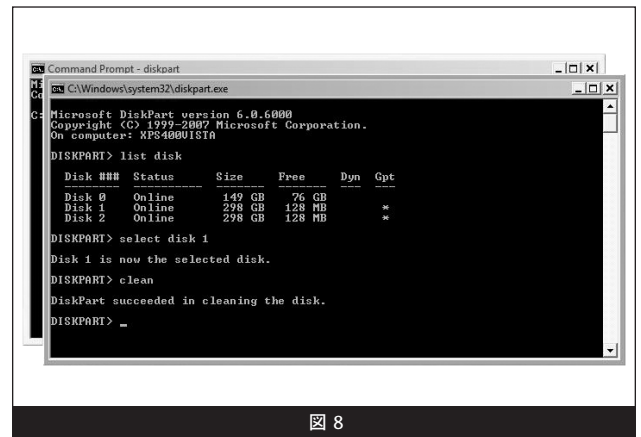 Command Prompt - diskpart
C:\Windows\system32\diskpart.exe
Microsoft DiskPart version 6.0.6000
Copyright (C) 1999-2007 Microsoft Corporation.
On computer: XPS400VISTA
DISKPART> list disk
Disk ### Status Size Free Dyn Gpt
-------- ---------- ------- ------- --- ---
Disk 0 Online 149 GB 76 GB
Disk 1 Online 298 GB 128 MB *
Disk 2 Online 298 GB 128 MB *
DISKPART> select disk 1
Disk 1 is now the selected disk.
DISKPART> clean
DiskPart succeeded in cleaning the disk.
DISKPART> _
図 8